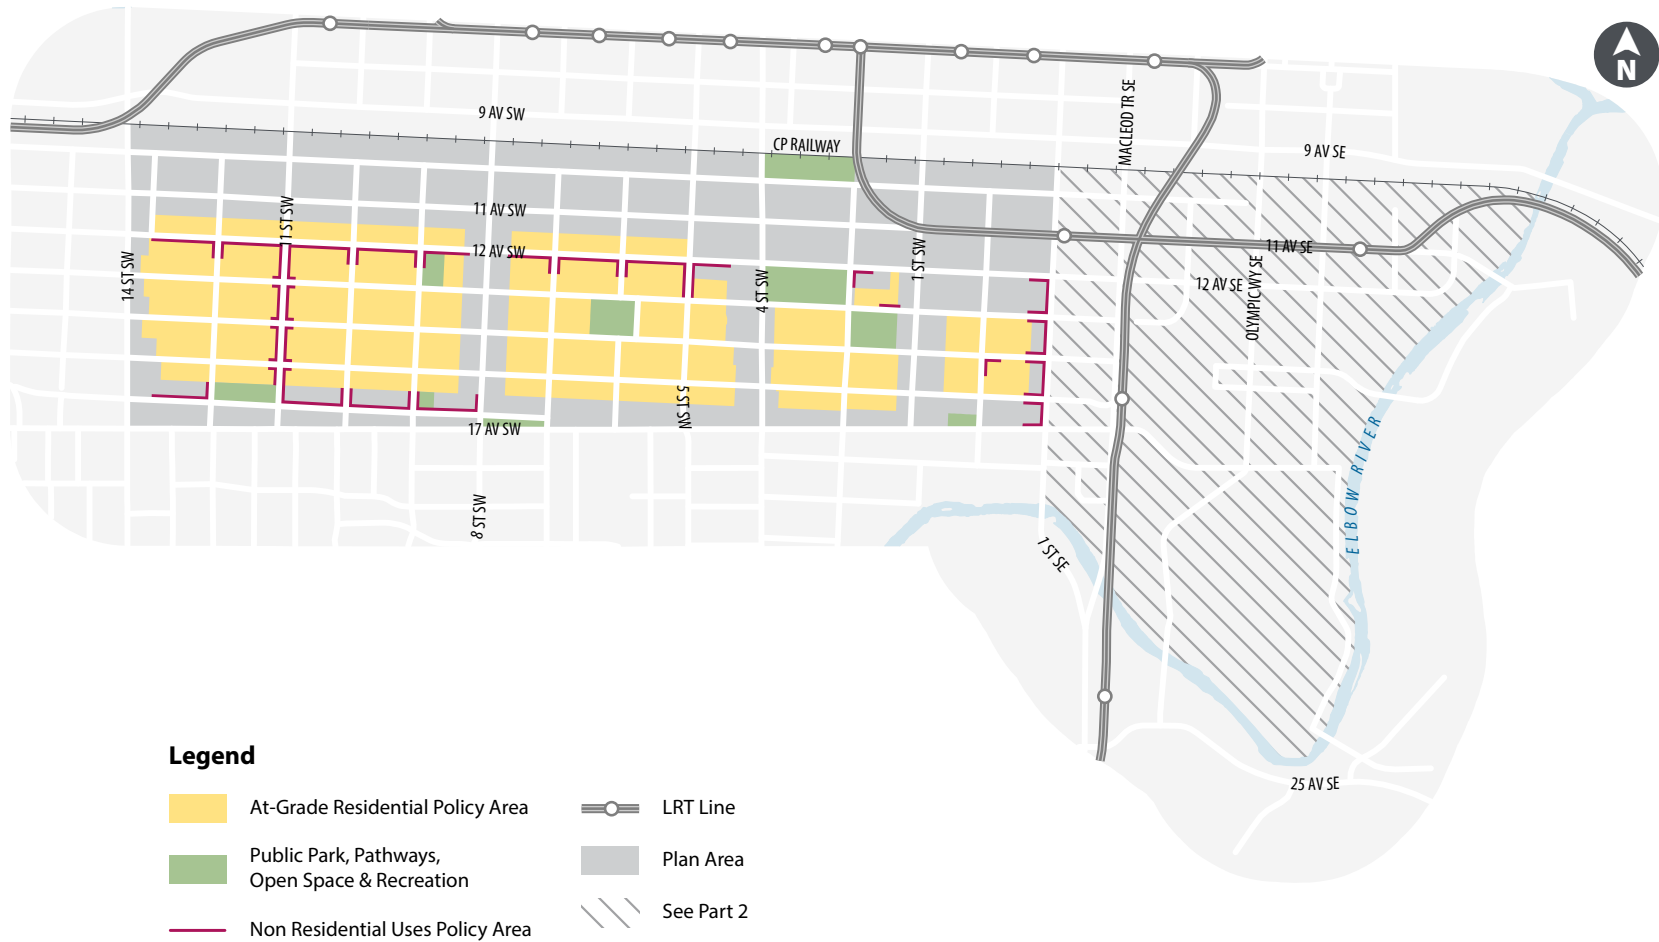 N
9 AV SW
CP RAILWAY
MACLEOD TR SE
9 AV SE
11 AV SW
11 ST SW
12 AV SW
14 ST SW
4 ST SW
1 ST SW
11 AV SE
12 AV SE
OLYMPIC WY SE
5 ST SW
17 AV SW
8 ST SW
1 ST SE
ELBOW RIVER
25 AV SE
Legend
At-Grade Residential Policy Area
Public Park, Pathways,
Open Space & Recreation
Non Residential Uses Policy Area
LRT Line
Plan Area
See Part 2